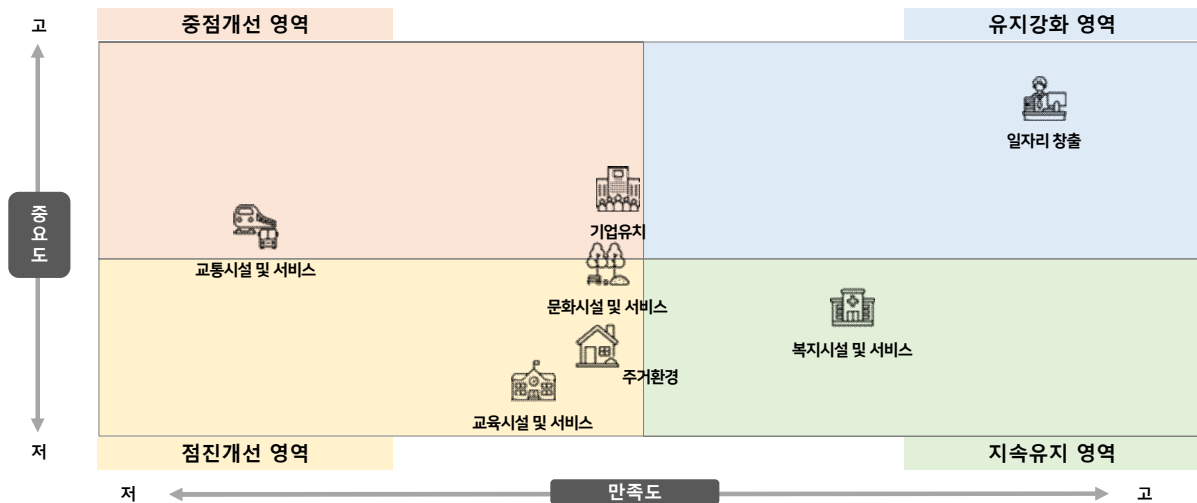 고
중점개선 영역
유지강화 영역
일자리 창출
중요도
기업유치
교통시설 및 서비스
문화시설 및 서비스
복지시설 및 서비스
주거환경
교육시설 및 서비스
저
점진개선 영역
지속유지 영역
저
만족도
고